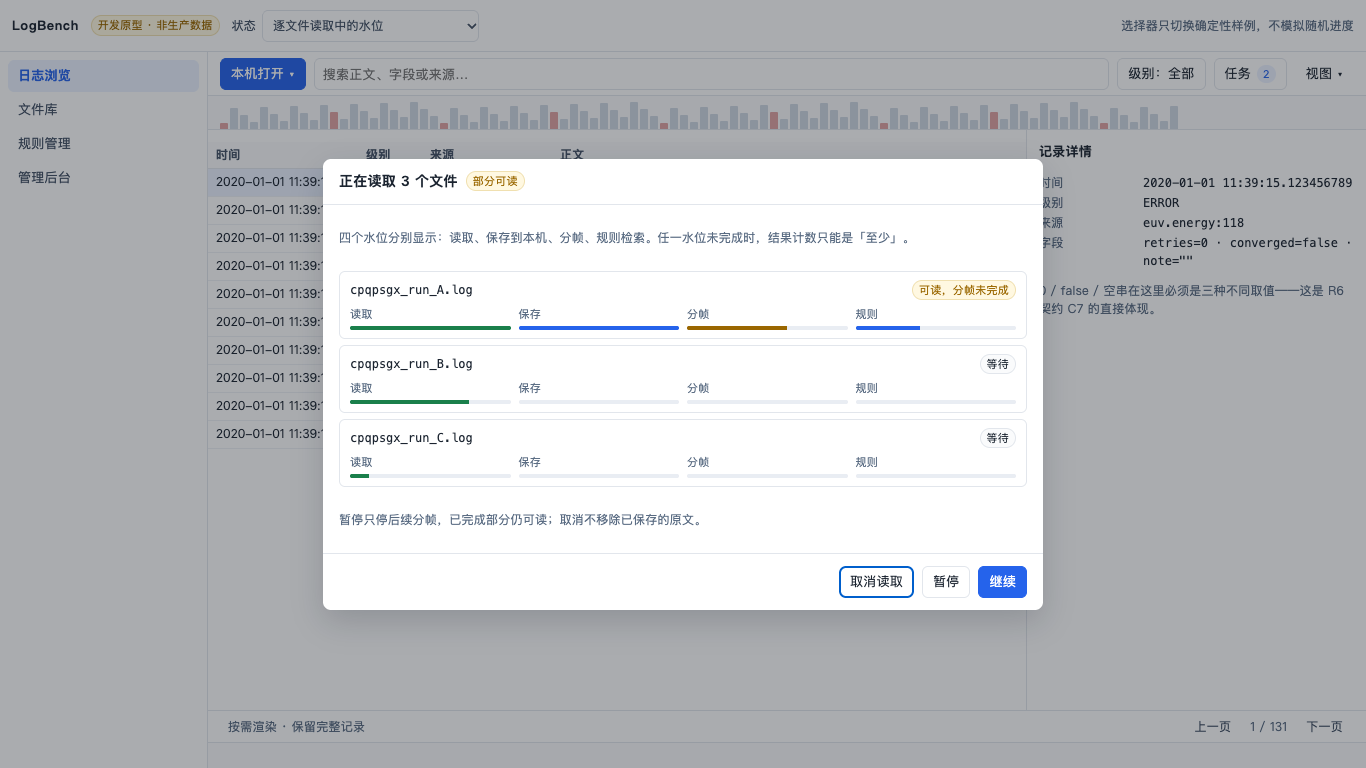 LogBench
开发原型 · 非生产数据
状态
逐文件读取中的水位
选择器只切换确定性样例，不模拟随机进度
日志浏览
文件库
规则管理
管理后台
本机打开 ▾
搜索正文、字段或来源…
级别：全部
任务 2
视图 ▾
时间 级别 来源 正文
2020-01-01 11:39:1
2020-01-01 11:39:1
2020-01-01 11:39:1
2020-01-01 11:39:1
2020-01-01 11:39:1
2020-01-01 11:39:1
2020-01-01 11:39:1
2020-01-01 11:39:1
2020-01-01 11:39:1
2020-01-01 11:39:1
正在读取 3 个文件 部分可读
四个水位分别显示：读取、保存到本机、分帧、规则检索。任一水位未完成时，结果计数只能是「至少」。
cpqpsgx_run_A.log 可读，分帧未完成
读取 保存 分帧 规则
cpqpsgx_run_B.log 等待
读取 保存 分帧 规则
cpqpsgx_run_C.log 等待
读取 保存 分帧 规则
暂停只停后续分帧，已完成部分仍可读；取消不移除已保存的原文。
取消读取 暂停 继续
记录详情
时间 2020-01-01 11:39:15.123456789
级别 ERROR
来源 euv.energy:118
字段 retries=0 · converged=false ·
note=""
/ false / 空串在这里必须是三种不同取值——这是 R6
契约 C7 的直接体现。
按需渲染 · 保留完整记录
上一页 1 / 131 下一页